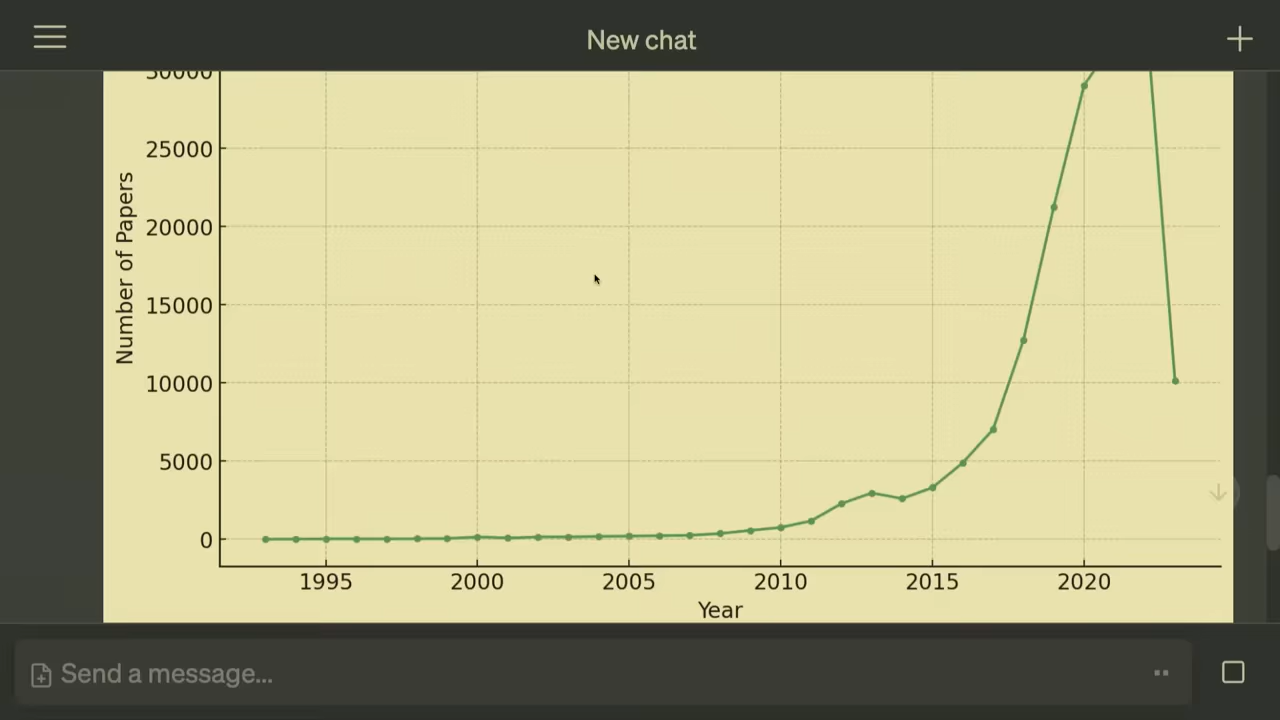 New chat
30000
25000
20000
15000
10000
5000
0
Number of Papers
1995 2000 2005 2010 2015 2020
Year
Send a message...